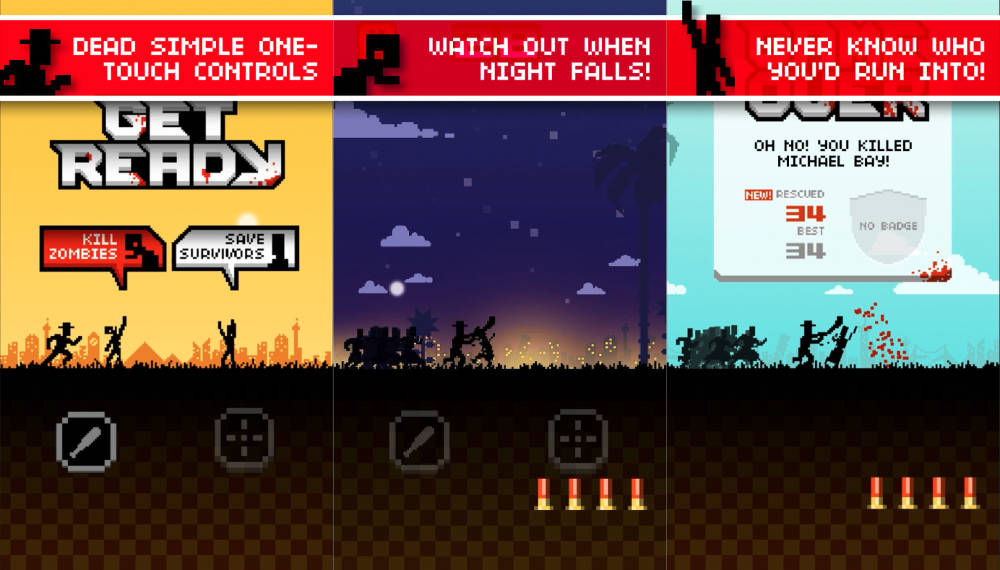 DEAD SIMPLE ONE-
TOUCH CONTROLS
GET
READY
KILL
ZOMBIES
SAVE
SURVIVORS
WATCH OUT WHEN
NIGHT FALLS!
NEVER KNOW WHO
YOU'D RUN INTO!
OVER
OH NO! YOU KILLED
MICHAEL BAY!
NEW! RESCUED
34
BEST
34
NO BADGE